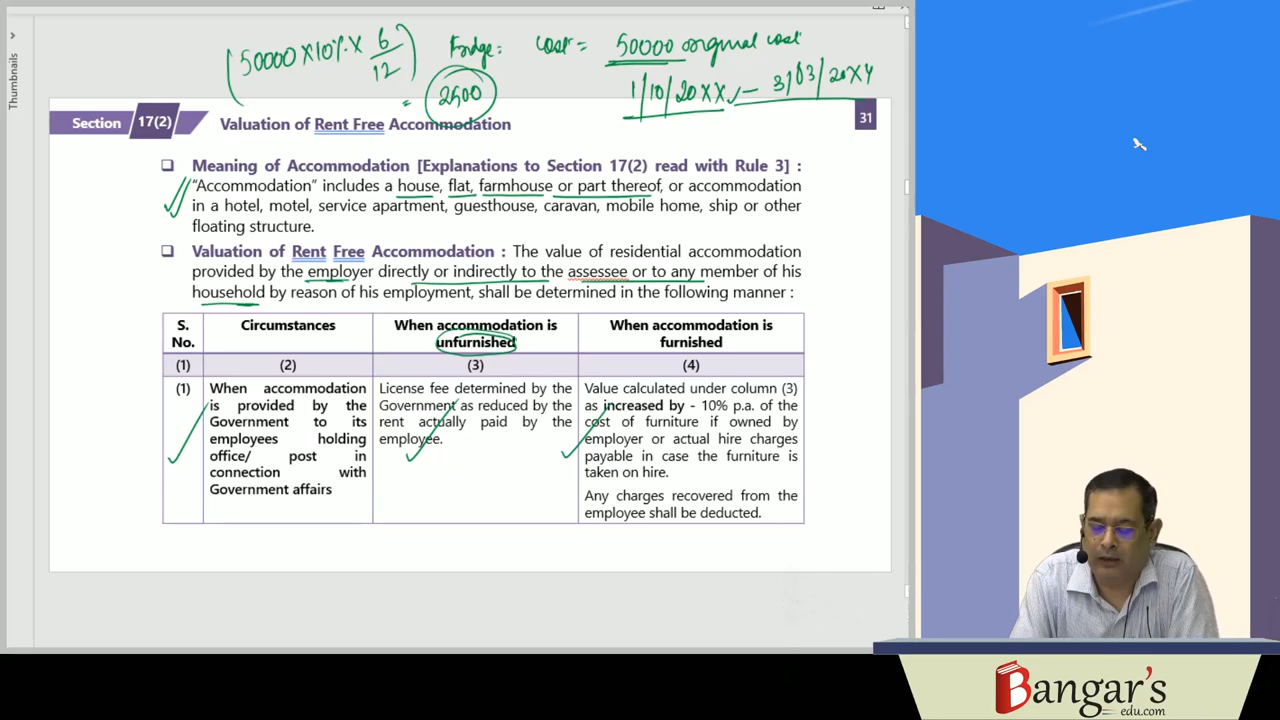 Thumbnails
(50000 X 10% X 6/12)
= 2500
Fridge: Cost = 50000 original cost
1/10/20XX - 31/03/20XY
Section 17(2) Valuation of Rent Free Accommodation 31
❑ Meaning of Accommodation [Explanations to Section 17(2) read with Rule 3] :
“Accommodation” includes a house, flat, farmhouse or part thereof, or accommodation
in a hotel, motel, service apartment, guesthouse, caravan, mobile home, ship or other
floating structure.
❑ Valuation of Rent Free Accommodation : The value of residential accommodation
provided by the employer directly or indirectly to the assessee or to any member of his
household by reason of his employment, shall be determined in the following manner :
S.
No.
Circumstances
When accommodation is
unfurnished
When accommodation is
furnished
(1) (2) (3) (4)
(1)
When accommodation
is provided by the
Government to its
employees holding
office/ post in
connection with
Government affairs
License fee determined by the
Government as reduced by the
rent actually paid by the
employee.
Value calculated under column (3)
as increased by - 10% p.a. of the
cost of furniture if owned by
employer or actual hire charges
payable in case the furniture is
taken on hire.
Any charges recovered from the
employee shall be deducted.
Bangar's
edu.com